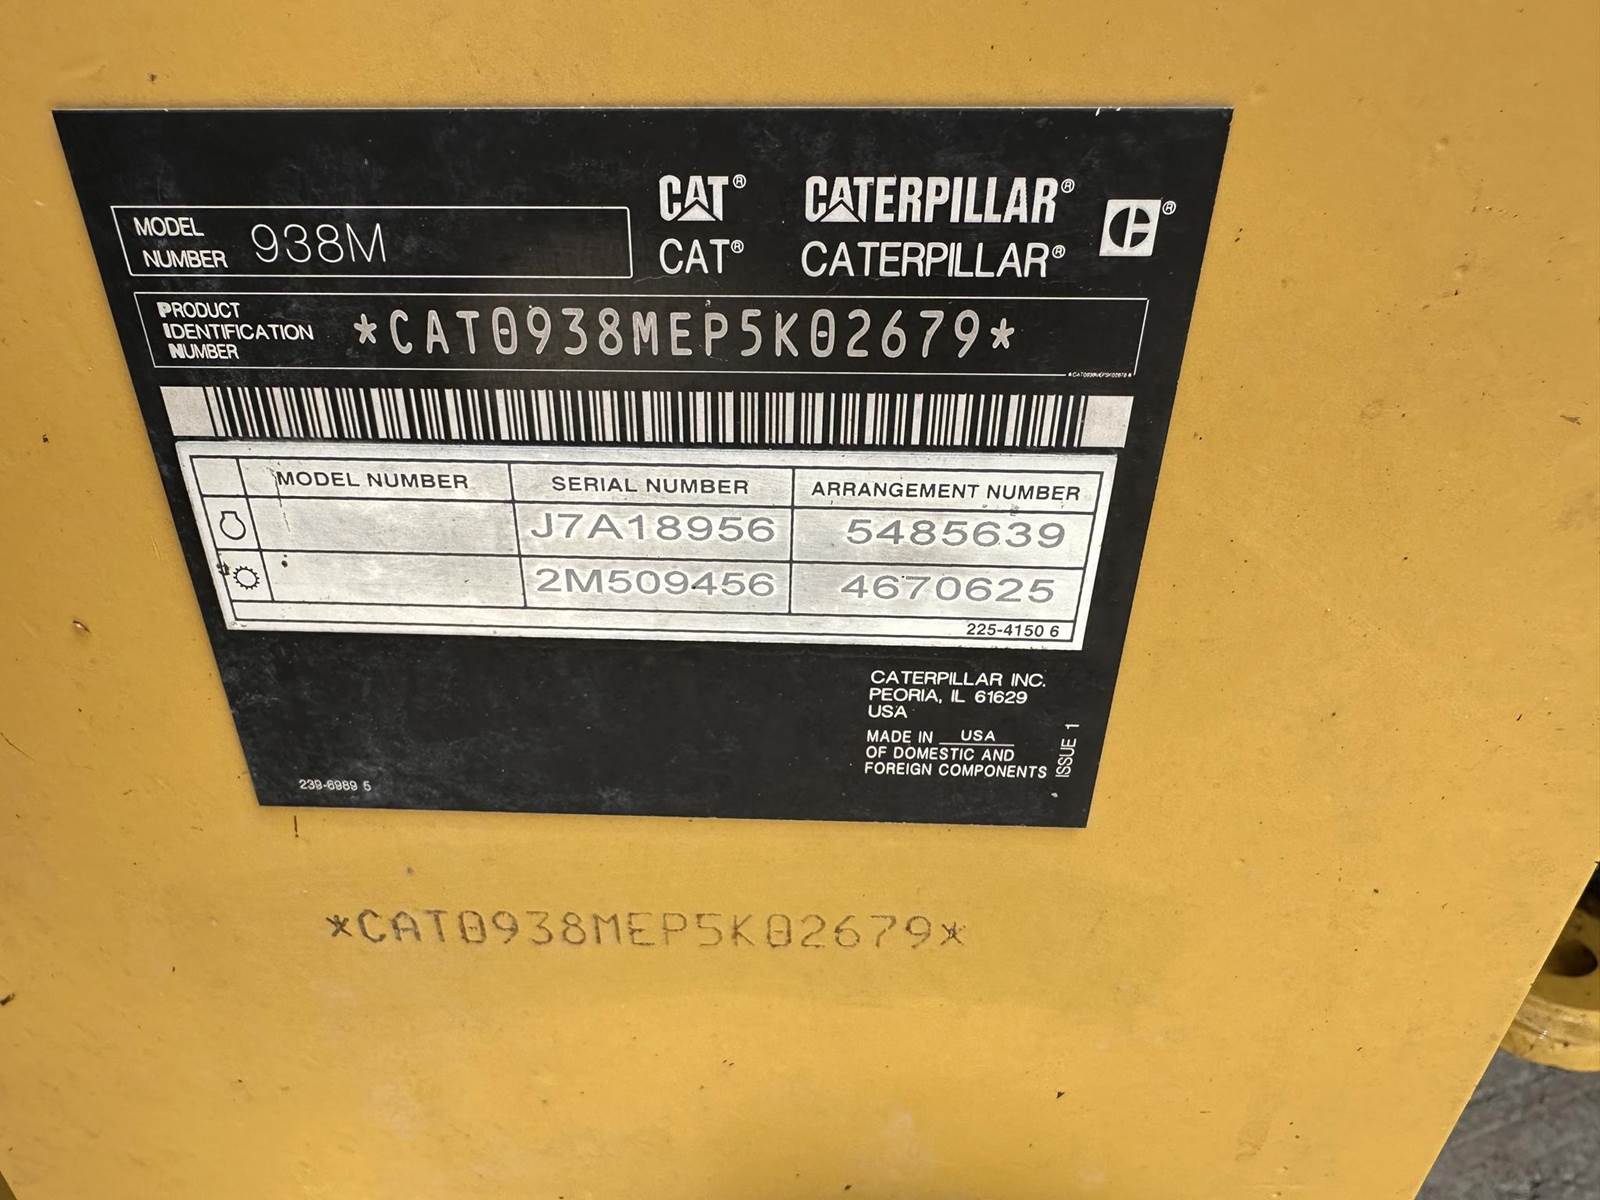 CAT® CATERPILLAR®
CAT® CATERPILLAR®
MODEL NUMBER 938M
PRODUCT IDENTIFICATION NUMBER *CAT0938MEP5K02679*
MODEL NUMBER SERIAL NUMBER ARRANGEMENT NUMBER
J7A18956 5485639
2M509456 4670625
225-4150 6
CATERPILLAR INC.
PEORIA, IL 61629
USA
MADE IN USA
OF DOMESTIC AND
FOREIGN COMPONENTS
ISSUE 1
239-6989 5
*CAT0938MEP5K02679*